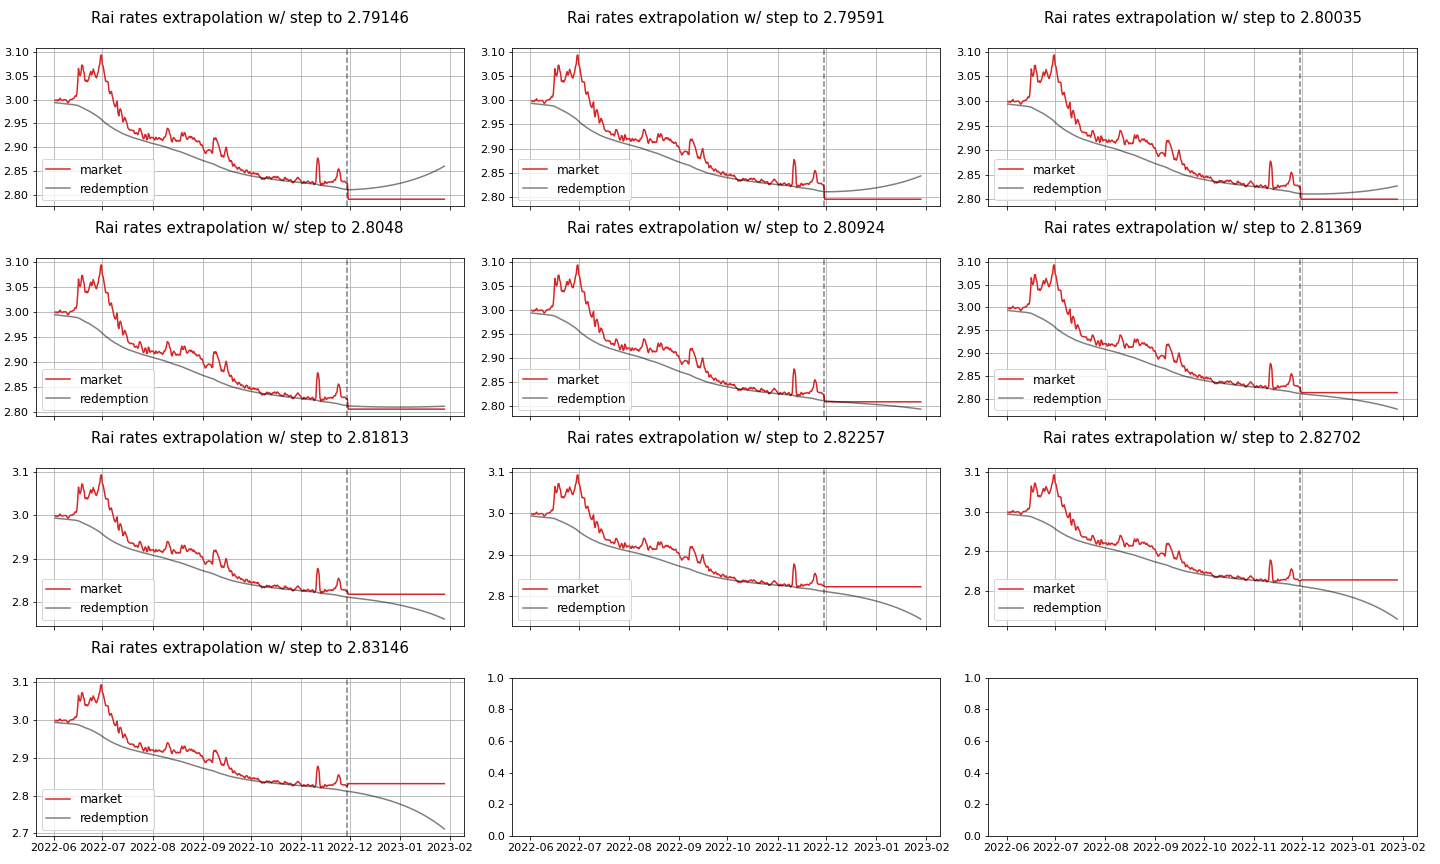 Rai rates extrapolation w/ step to 2.79146
3.10
3.05
3.00
2.95
2.90
2.85
2.80
market
redemption
Rai rates extrapolation w/ step to 2.79591
3.10
3.05
3.00
2.95
2.90
2.85
2.80
market
redemption
Rai rates extrapolation w/ step to 2.80035
3.10
3.05
3.00
2.95
2.90
2.85
2.80
market
redemption
Rai rates extrapolation w/ step to 2.8048
3.10
3.05
3.00
2.95
2.90
2.85
2.80
market
redemption
Rai rates extrapolation w/ step to 2.80924
3.10
3.05
3.00
2.95
2.90
2.85
2.80
market
redemption
Rai rates extrapolation w/ step to 2.81369
3.10
3.05
3.00
2.95
2.90
2.85
2.80
market
redemption
Rai rates extrapolation w/ step to 2.81813
3.1
3.0
2.9
2.8
market
redemption
Rai rates extrapolation w/ step to 2.82257
3.1
3.0
2.9
2.8
market
redemption
Rai rates extrapolation w/ step to 2.82702
3.1
3.0
2.9
2.8
market
redemption
Rai rates extrapolation w/ step to 2.83146
3.1
3.0
2.9
2.8
2.7
market
redemption
2022-06 2022-07 2022-08 2022-09 2022-10 2022-11 2022-12 2023-01 2023-02
1.0
0.8
0.6
0.4
0.2
0.0
2022-06 2022-07 2022-08 2022-09 2022-10 2022-11 2022-12 2023-01 2023-02
1.0
0.8
0.6
0.4
0.2
0.0
2022-06 2022-07 2022-08 2022-09 2022-10 2022-11 2022-12 2023-01 2023-02